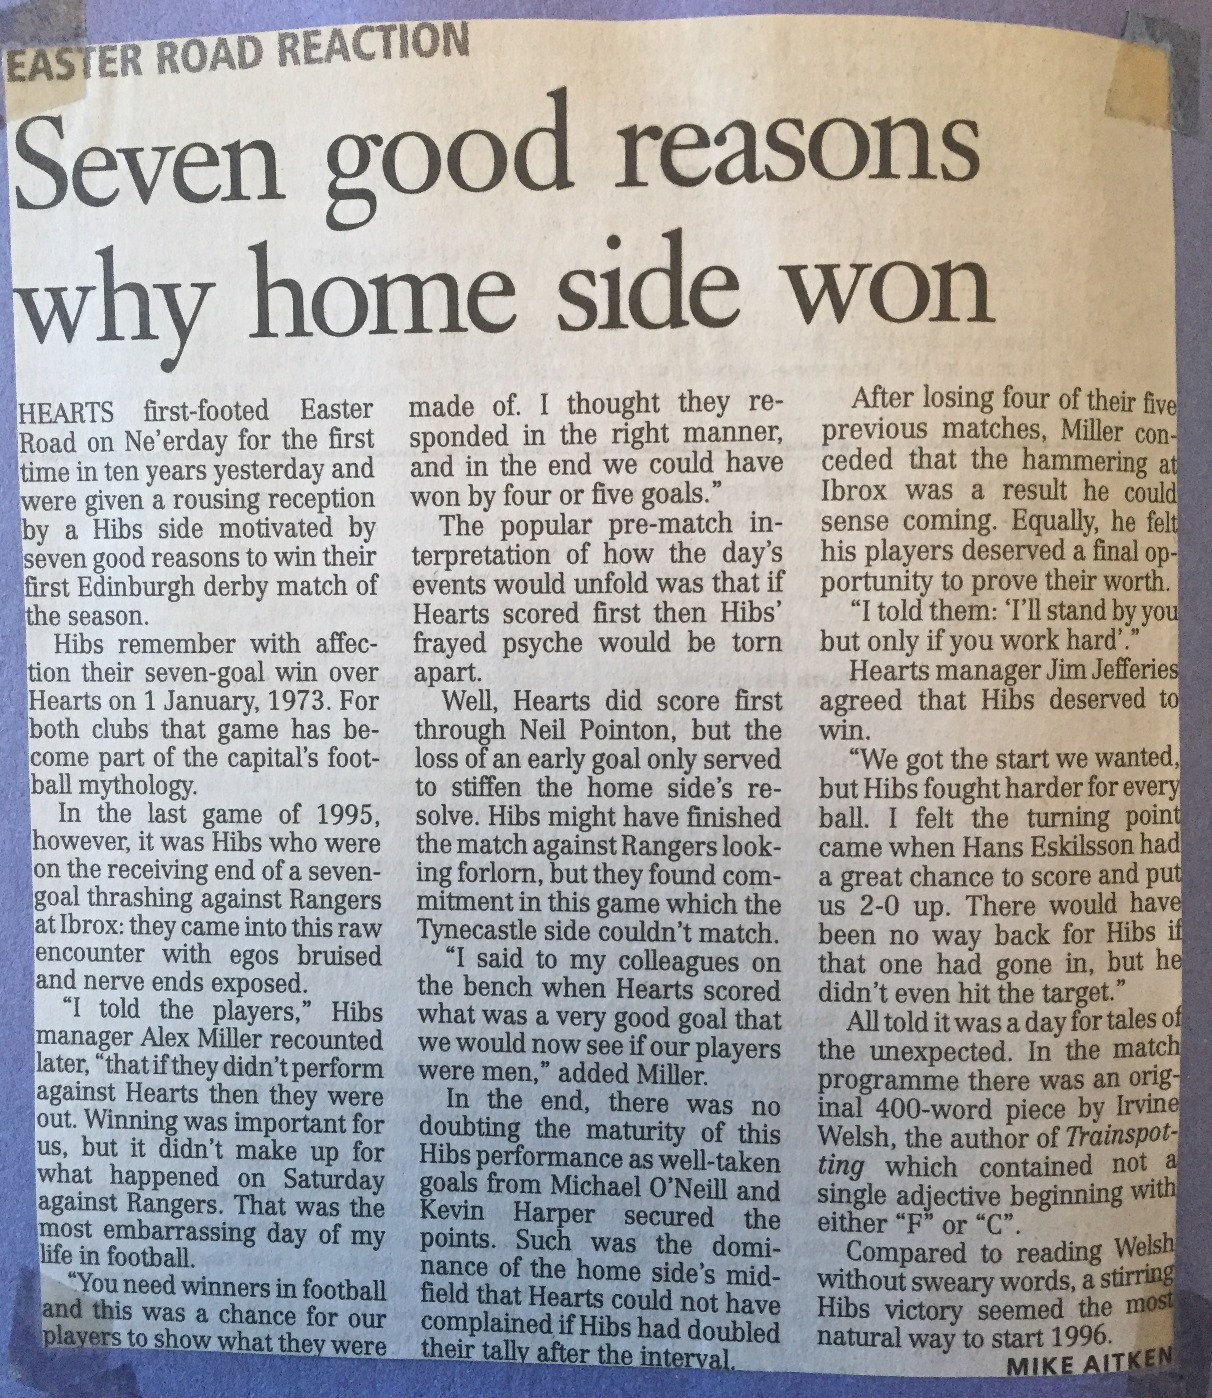 EASTER ROAD REACTION
Seven good reasons
why home side won
HEARTS first-footed Easter
Road on Ne'erday for the first
time in ten years yesterday and
were given a rousing reception
by a Hibs side motivated by
seven good reasons to win their
first Edinburgh derby match of
the season.
Hibs remember with affec-
tion their seven-goal win over
Hearts on 1 January, 1973. For
both clubs that game has be-
come part of the capital's foot-
ball mythology.
In the last game of 1995,
however, it was Hibs who were
on the receiving end of a seven-
goal thrashing against Rangers
at Ibrox: they came into this raw
encounter with egos bruised
and nerve ends exposed.
"I told the players," Hibs
manager Alex Miller recounted
later, "that if they didn't perform
against Hearts then they were
out. Winning was important for
us, but it didn't make up for
what happened on Saturday
against Rangers. That was the
most embarrassing day of my
life in football.
"You need winners in football
and this was a chance for our
players to show what they were
made of. I thought they re-
sponded in the right manner,
and in the end we could have
won by four or five goals."
The popular pre-match in-
terpretation of how the day's
events would unfold was that if
Hearts scored first then Hibs'
frayed psyche would be torn
apart.
Well, Hearts did score first
through Neil Pointon, but the
loss of an early goal only served
to stiffen the home side's re-
solve. Hibs might have finished
the match against Rangers look-
ing forlorn, but they found com-
mitment in this game which the
Tynecastle side couldn't match.
"I said to my colleagues on
the bench when Hearts scored
what was a very good goal that
we would now see if our players
were men," added Miller.
In the end, there was no
doubting the maturity of this
Hibs performance as well-taken
goals from Michael O'Neill and
Kevin Harper secured the
points. Such was the domi-
nance of the home side's mid-
field that Hearts could not have
complained if Hibs had doubled
their tally after the interval.
After losing four of their five
previous matches, Miller con-
ceded that the hammering at
Ibrox was a result he could
sense coming. Equally, he felt
his players deserved a final op-
portunity to prove their worth.
"I told them: 'I'll stand by you
but only if you work hard'."
Hearts manager Jim Jefferies
agreed that Hibs deserved to
win.
"We got the start we wanted,
but Hibs fought harder for every
ball. I felt the turning point
came when Hans Eskilsson had
a great chance to score and put
us 2-0 up. There would have
been no way back for Hibs if
that one had gone in, but he
didn't even hit the target."
All told it was a day for tales of
the unexpected. In the match
programme there was an orig-
inal 400-word piece by Irvine
Welsh, the author of Trainspot-
ting which contained not a
single adjective beginning with
either "F" or "C".
Compared to reading Welsh
without sweary words, a stirring
Hibs victory seemed the most
natural way to start 1996.
MIKE AITKEN